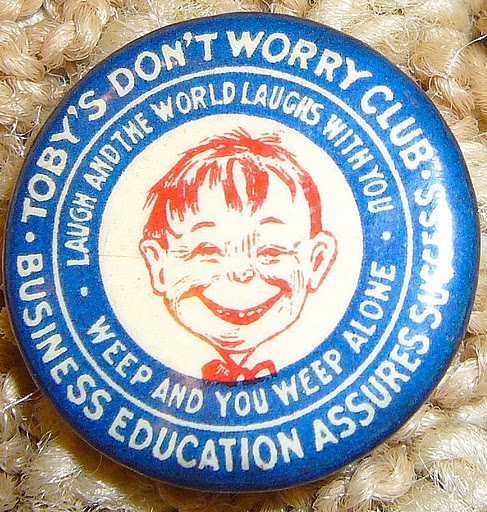 TOBY'S DON'T WORRY CLUB
BUSINESS EDUCATION ASSURES SUCCESS
LAUGH AND THE WORLD LAUGHS WITH YOU
WEEP AND YOU WEEP ALONE